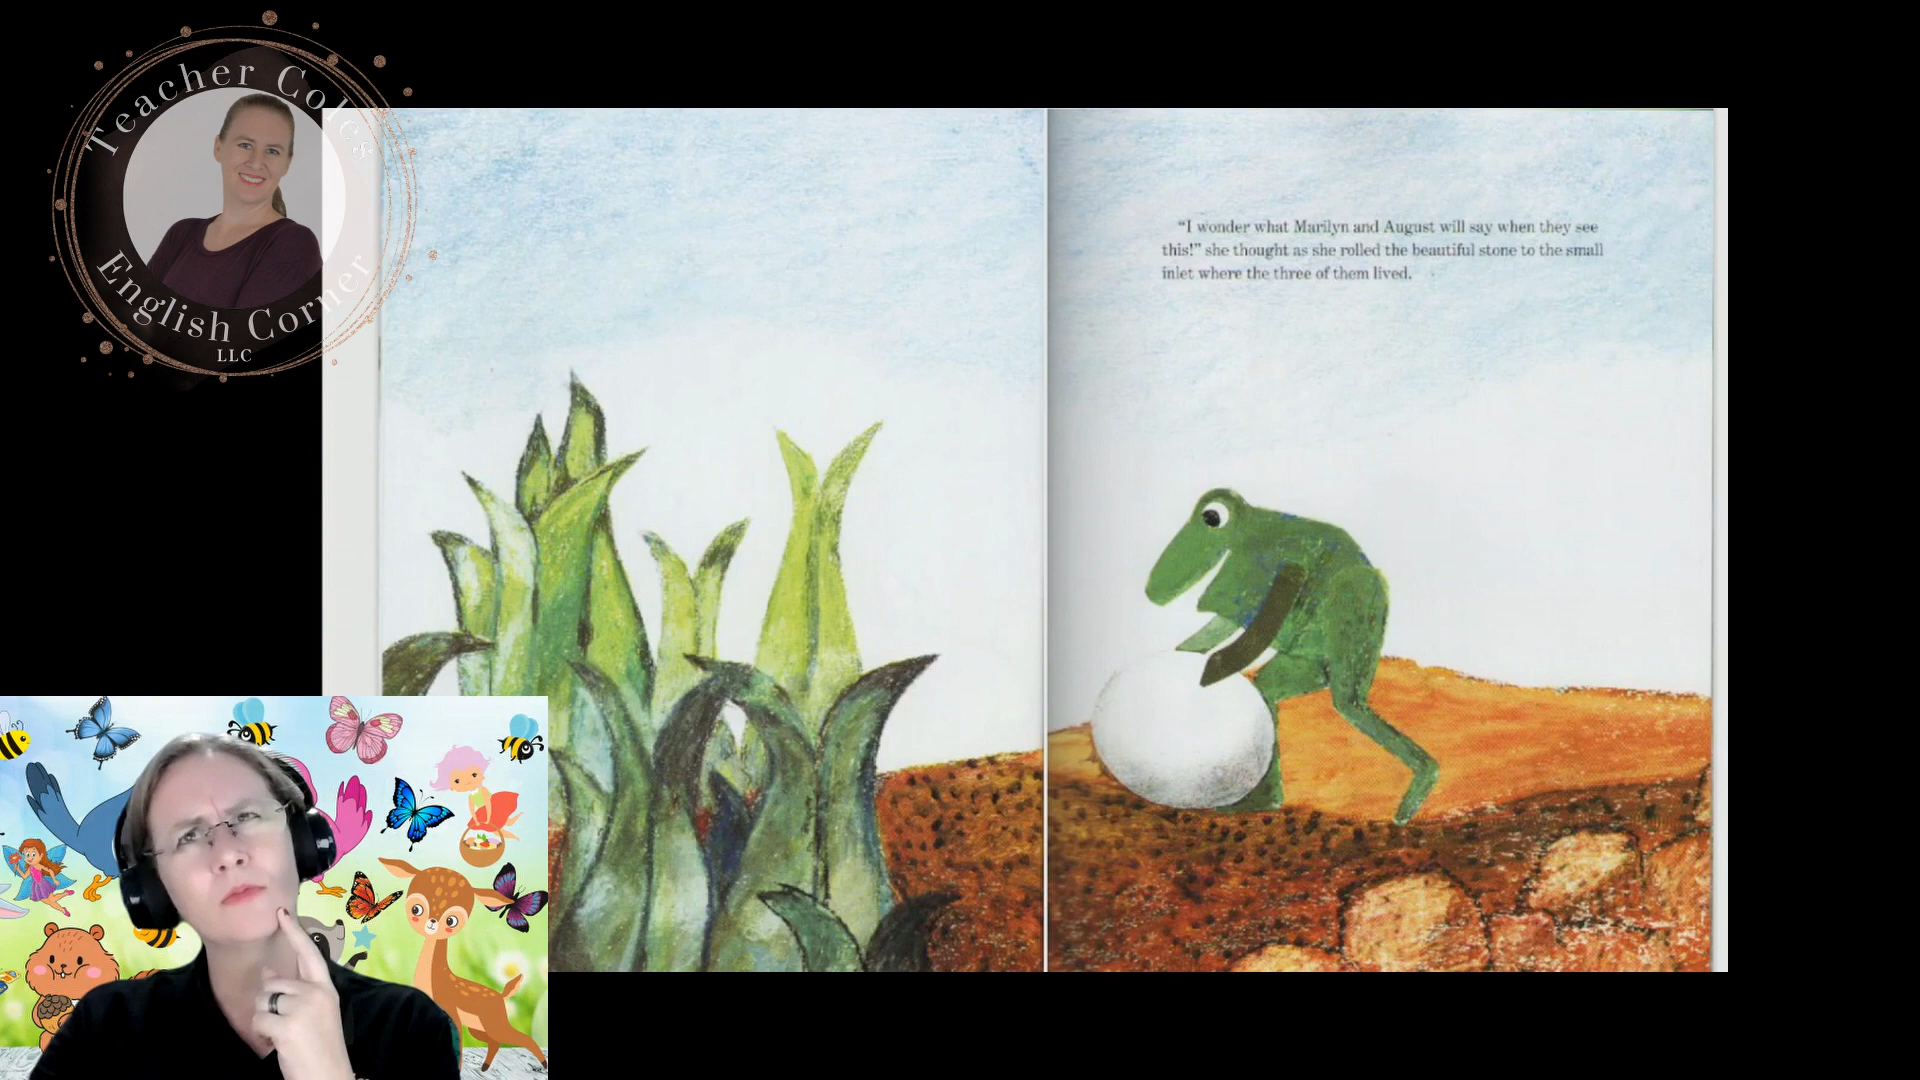 Teacher Coles
English Corner
LLC
“I wonder what Marilyn and August will say when they see
this!” she thought as she rolled the beautiful stone to the small
inlet where the three of them lived.